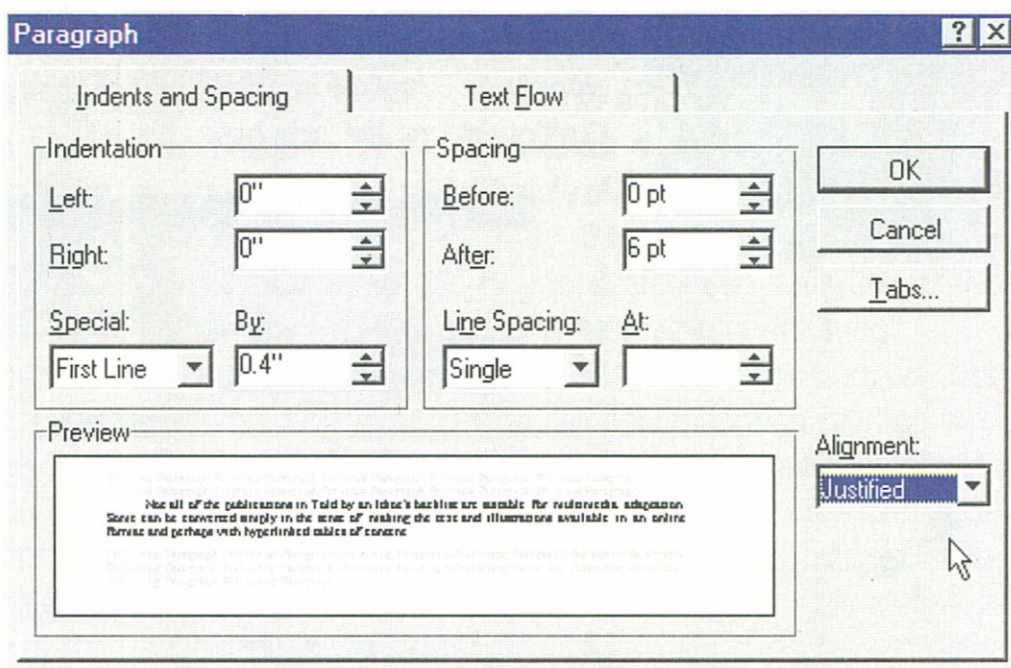 Paragraph
Indents and Spacing
Text Flow
Indentation
Left: 0"
Right: 0"
Special: By:
First Line 0.4"
Spacing
Before: 0 pt
After: 6 pt
Line Spacing: At:
Single
OK
Cancel
Tabs...
Preview
Not all of the publications in Told by an Idiot's backlist are suitable for multimedia adaptation
Some can be converted simply in the sense of making the text and illustrations available in an online
format and perhaps with hyperlinked tables of content
Alignment:
Justified